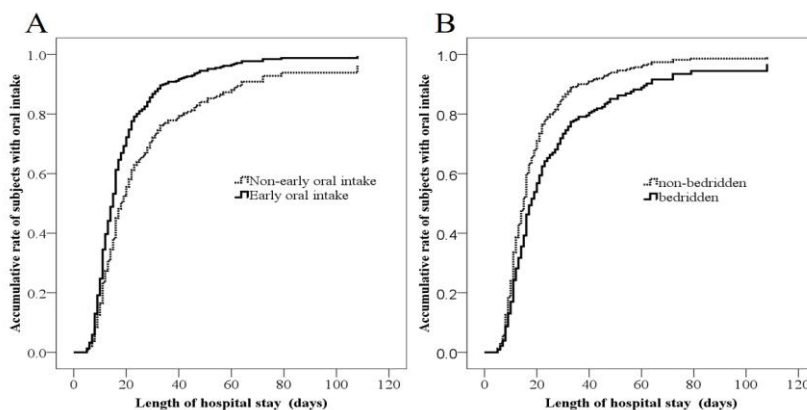 A
Accumulative rate of subjects with oral intake
1.0
0.8
0.6
0.4
0.2
0.0
Non-early oral intake
Early oral intake
0 20 40 60 80 100 120
Length of hospital stay (days)
B
Accumulative rate of subjects with oral intake
1.0
0.8
0.6
0.4
0.2
0.0
non-bedridden
bedridden
0 20 40 60 80 100 120
Length of hospital stay (days)